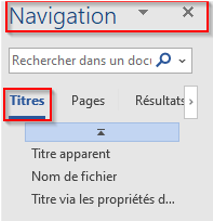 Navigation
Rechercher dans un docu
Titres Pages Résultats
Titre apparent
Nom de fichier
Titre via les propriétés d...